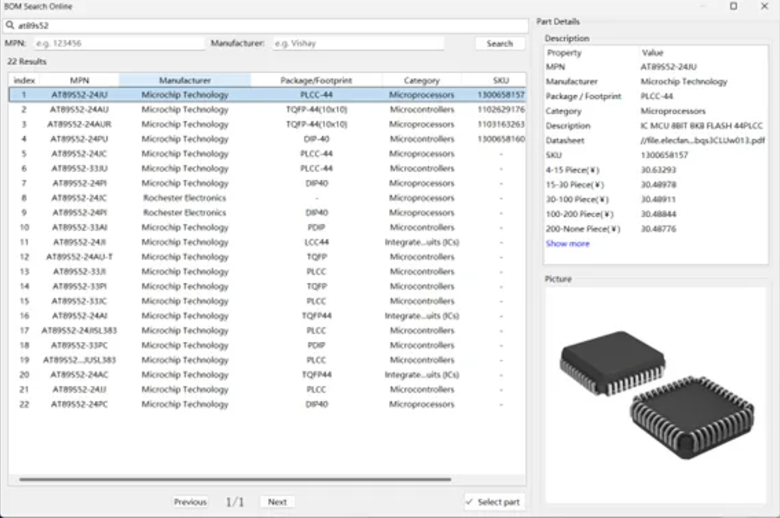 BOM Search Online
at89s52
MPN: e.g. 123456 Manufacturer: e.g. Vishay Search
22 Results
index MPN Manufacturer Package/Footprint Category SKU
1 AT89S52-24JU Microchip Technology PLCC-44 Microprocessors 1300658157
2 AT89S52-24AU Microchip Technology TQFP-44(10x10) Microcontrollers 1102629176
3 AT89S52-24AUR Microchip Technology TQFP-44(10x10) Microprocessors 1103163263
4 AT89S52-24PU Microchip Technology DIP-40 Microcontrollers 1300658160
5 AT89S52-24JC Microchip Technology PLCC-44 Microprocessors -
6 AT89S52-33JU Microchip Technology PLCC-44 Microcontrollers -
7 AT89S52-24PI Microchip Technology DIP40 Microcontrollers -
8 AT89S52-24JC Rochester Electronics - Microprocessors -
9 AT89S52-24PI Rochester Electronics DIP40 Microprocessors -
10 AT89S52-33AI Microchip Technology PDIP Microcontrollers -
11 AT89S52-24JI Microchip Technology LCC44 Integrate...uits (ICs) -
12 AT89S52-24AU-T Microchip Technology TQFP Microcontrollers -
13 AT89S52-33JI Microchip Technology PLCC Microcontrollers -
14 AT89S52-33PI Microchip Technology TQFP Microcontrollers -
15 AT89S52-33JC Microchip Technology PLCC Microcontrollers -
16 AT89S52-24AI Microchip Technology TQFP44 Integrate...uits (ICs) -
17 AT89S52-24JISL383 Microchip Technology PLCC Microcontrollers -
18 AT89S52-33PC Microchip Technology PDIP Microcontrollers -
19 AT89S52...JUSL383 Microchip Technology PLCC Microcontrollers -
20 AT89S52-24AC Microchip Technology TQFP44 Integrate...uits (ICs) -
21 AT89S52-24JJ Microchip Technology PLCC Microcontrollers -
22 AT89S52-24PC Microchip Technology DIP40 Microprocessors -
Previous 1/1 Next Select part
Part Details
Description
Property Value
MPN AT89S52-24JU
Manufacturer Microchip Technology
Package / Footprint PLCC-44
Category Microprocessors
Description IC MCU 8BIT 8KB FLASH 44PLCC
Datasheet //file.elecfan...bqs3CLUw013.pdf
SKU 1300658157
4-15 Piece(¥) 30.63293
15-30 Piece(¥) 30.48978
30-100 Piece(¥) 30.48911
100-200 Piece(¥) 30.48844
200-None Piece(¥) 30.48776
Show more
Picture